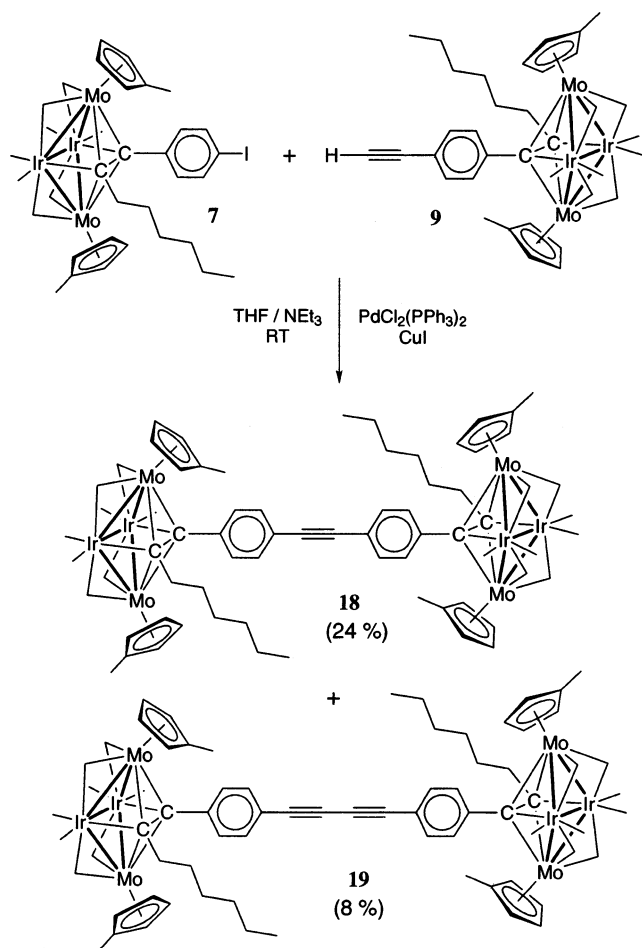 Mo
Ir
Ir
C
C
I
Mo
7
+
H
9
Mo
C
C
Ir
Ir
Mo
THF / NEt3
RT
PdCl2(PPh3)2
CuI
Mo
Ir
Ir
C
C
Mo
18
(24 %)
Mo
C
C
Ir
Ir
Mo
+
Mo
Ir
Ir
C
C
Mo
19
(8 %)
Mo
C
C
Ir
Ir
Mo